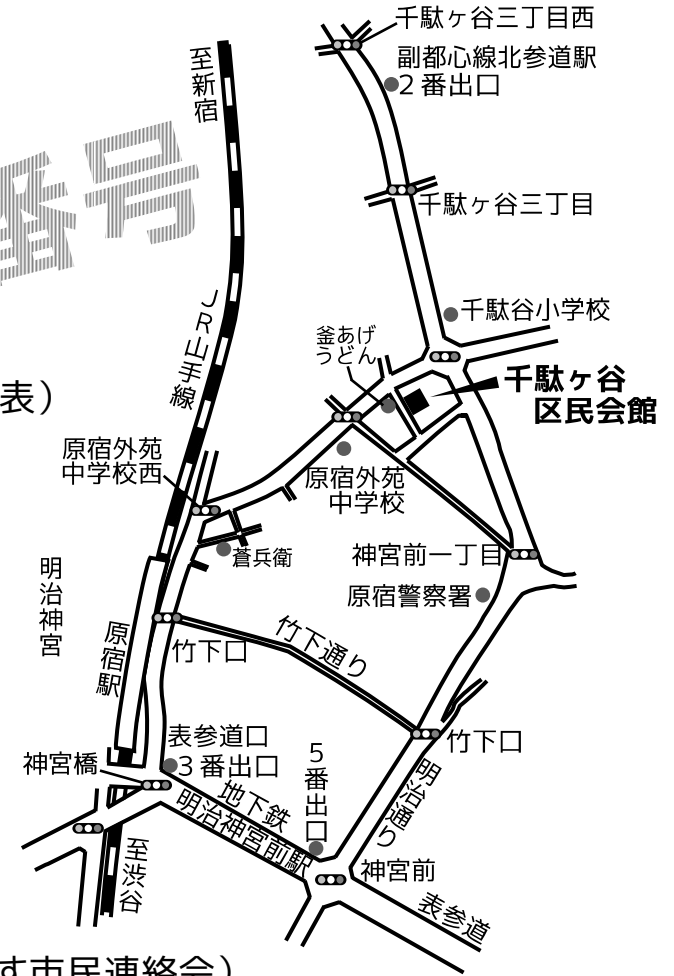 千駄ヶ谷三丁目西
副都心線北参道駅
2番出口
至新宿
番号
千駄ヶ谷三丁目
千駄谷小学校
JR山手線
釜あげ
うどん
千駄ヶ谷
区民会館
表）
原宿外苑
中学校西
原宿外苑
中学校
神宮前一丁目
蒼兵衛
明治神宮
原宿警察署
原宿駅
竹下口
竹下通り
表参道口
3番出口
5番出口
竹下口
神宮橋
地下鉄
明治神宮前駅
明治通り
至渋谷
神宮前
表参道
す市民連絡会）